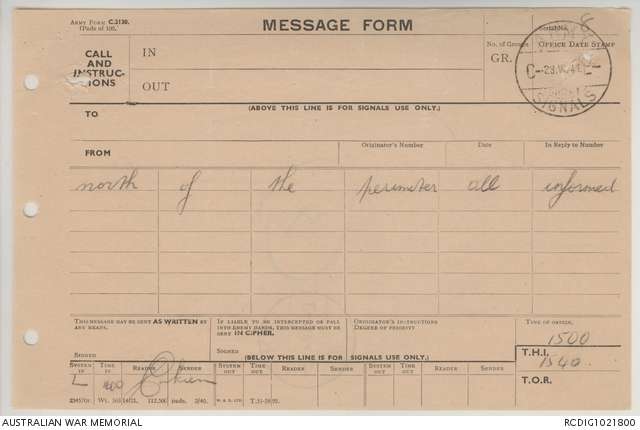 ARMY FORM C.2130.
(Pads of 100).
MESSAGE FORM
CALL AND INSTRUCTIONS
IN
OUT
No. of Groups
GR.
OFFICE DATE STAMP
SIGNALS
(ABOVE THIS LINE IS FOR SIGNALS USE ONLY.)
TO
FROM
Originator's Number
Date
In Reply to Number
north of the perimeter all informed
THIS MESSAGE MAY BE SENT AS WRITTEN BY ANY MEANS.
IF LIABLE TO BE INTERCEPTED OR FALL INTO ENEMY HANDS, THIS MESSAGE MUST BE SENT IN CIPHER.
ORIGINATOR'S INSTRUCTIONS
DEGREE OF PRIORITY
TIME OF ORIGIN.
1500
SIGNED
SIGNED
(BELOW THIS LINE IS FOR SIGNALS USE ONLY.)
T.H.I.
1540
SYSTEM IN
TIME IN
READER
SENDER
SYSTEM OUT
TIME OUT
READER
SENDER
SYSTEM OUT
TIME OUT
READER
SENDER
T.O.R.
AUSTRALIAN WAR MEMORIAL
RCDIG1021800